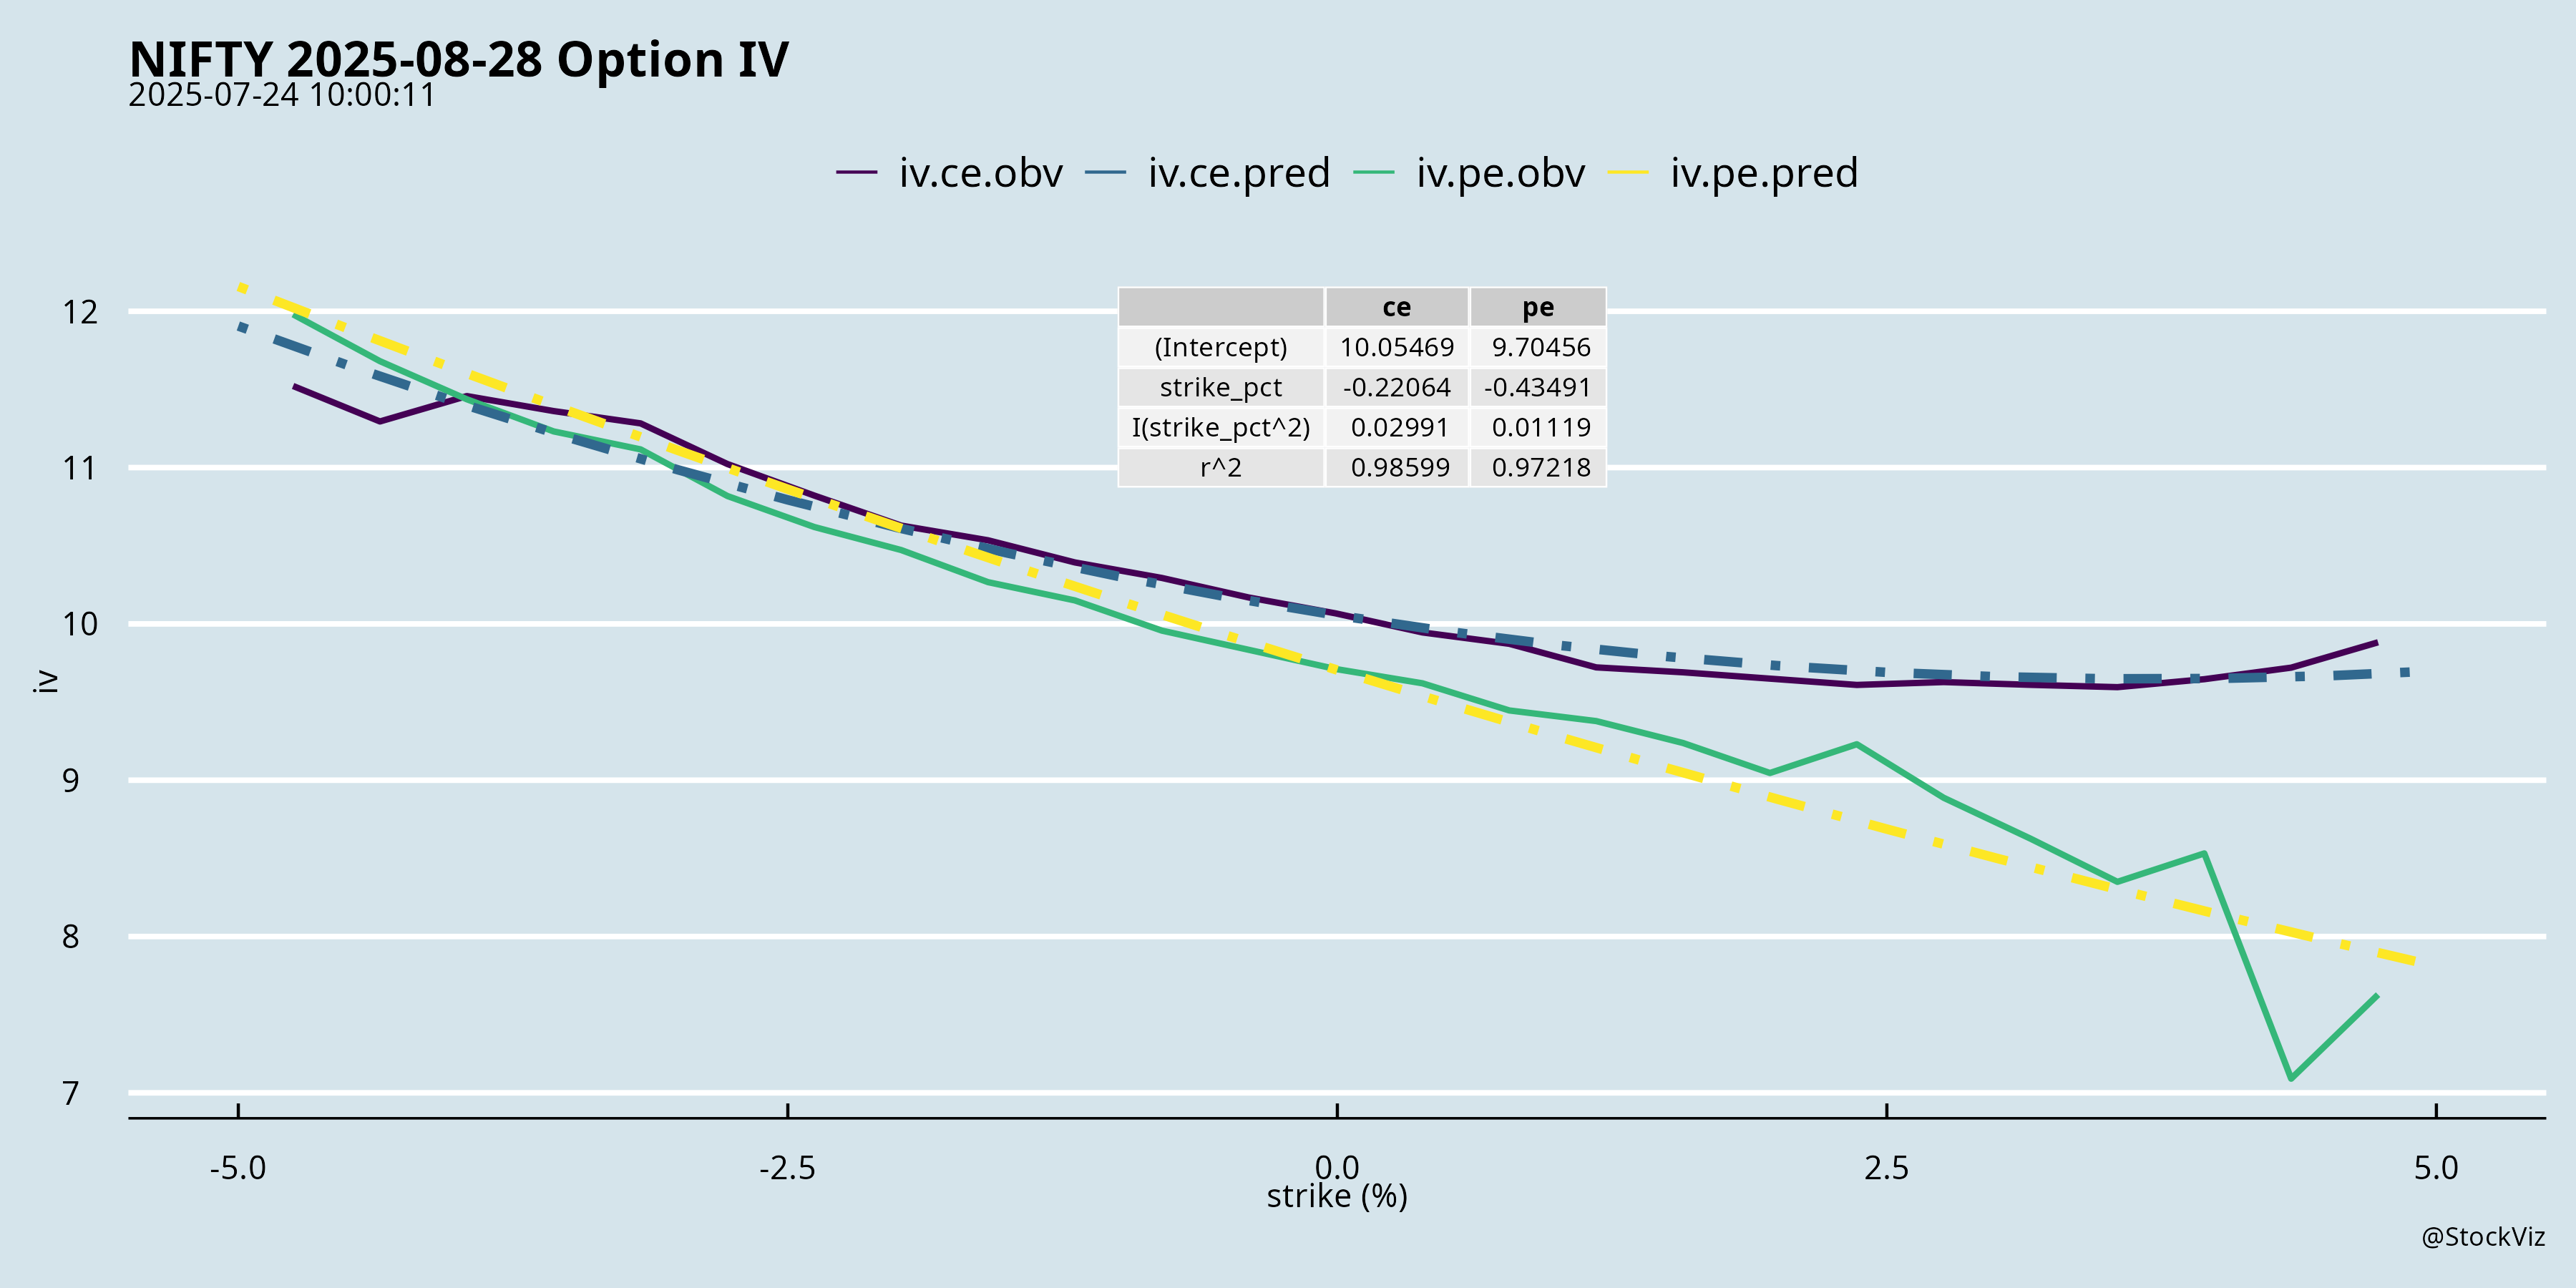 NIFTY 2025-08-28 Option IV
2025-07-24 10:00:11
iv.ce.obv iv.ce.pred iv.pe.obv iv.pe.pred
ce pe
(Intercept) 10.05469 9.70456
strike_pct -0.22064 -0.43491
I(strike_pct^2) 0.02991 0.01119
r^2 0.98599 0.97218
12
11
10
9
8
7
iv
-5.0 -2.5 0.0 2.5 5.0
strike (%)
@StockViz